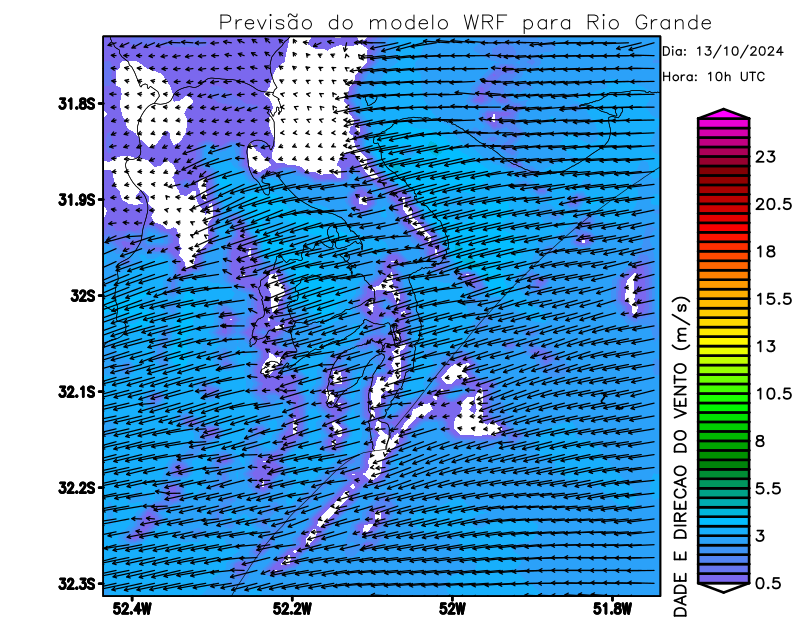 Previsão do modelo WRF para Rio Grande
Dia: 13/10/2024
Hora: 10h UTC
31.8S
31.9S
32S
32.1S
32.2S
32.3S
52.4W
52.2W
52W
51.8W
23
20.5
18
15.5
13
10.5
8
5.5
3
0.5
DADE E DIRECAO DO VENTO (m/s)